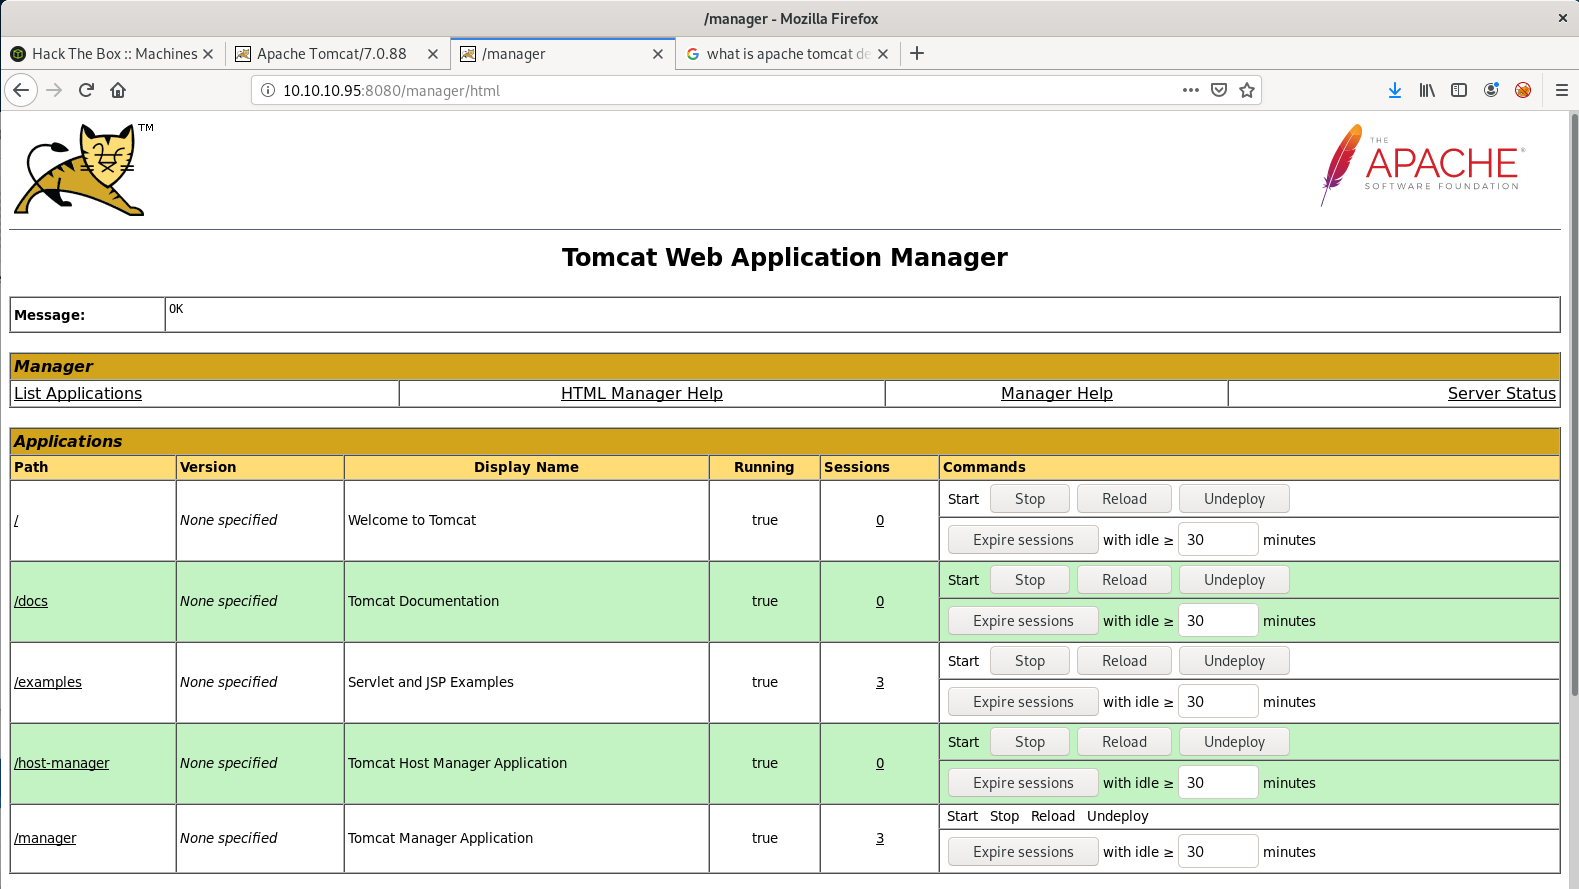 /manager - Mozilla Firefox
Hack The Box :: Machines
Apache Tomcat/7.0.88
/manager
what is apache tomcat de
10.10.10.95:8080/manager/html
TM
THE
APACHE®
SOFTWARE FOUNDATION
Tomcat Web Application Manager
Message: OK
Manager
List Applications HTML Manager Help Manager Help Server Status
Applications
Path Version Display Name Running Sessions Commands
/ None specified Welcome to Tomcat true 0 Start Stop Reload Undeploy
Expire sessions with idle ≥ 30 minutes
/docs None specified Tomcat Documentation true 0 Start Stop Reload Undeploy
Expire sessions with idle ≥ 30 minutes
/examples None specified Servlet and JSP Examples true 3 Start Stop Reload Undeploy
Expire sessions with idle ≥ 30 minutes
/host-manager None specified Tomcat Host Manager Application true 0 Start Stop Reload Undeploy
Expire sessions with idle ≥ 30 minutes
/manager None specified Tomcat Manager Application true 3 Start Stop Reload Undeploy
Expire sessions with idle ≥ 30 minutes